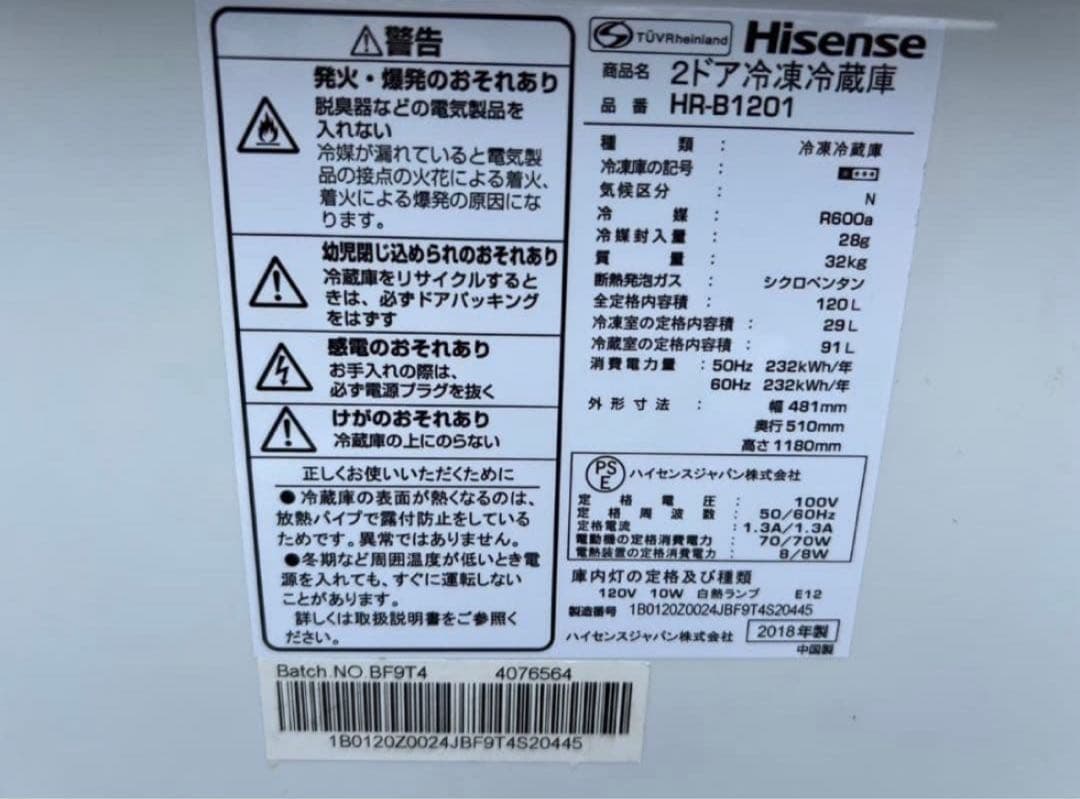 ⚠警告
発火・爆発のおそれあり
脱臭器などの電気製品を
入れない
冷媒が漏れていると電気製
品の接点の火花による着火、
着火による爆発の原因にな
ります。
幼児閉じ込められのおそれあり
冷蔵庫をリサイクルすると
きは、必ずドアパッキング
をはずす
感電のおそれあり
お手入れの際は、
必ず電源プラグを抜く
けがのおそれあり
冷蔵庫の上にのらない
正しくお使いいただくために
●冷蔵庫の表面が熱くなるのは、
放熱パイプで露付防止をしている
ためです。異常ではありません。
●冬期など周囲温度が低いとき電
源を入れても、すぐに運転しない
ことがあります。
詳しくは取扱説明書をご参照く
ださい。
TÜVRheinland Hisense
商品名 2ドア冷凍冷蔵庫
品番 HR-B1201
種類 : 冷凍冷蔵庫
冷凍庫の記号 :
気候区分 : N
冷媒 : R600a
冷媒封入量 : 28g
質量 : 32kg
断熱発泡ガス : シクロペンタン
全定格内容積 : 120L
冷凍室の定格内容積 : 29L
冷蔵室の定格内容積 : 91L
消費電力量 : 50Hz 232kWh/年
60Hz 232kWh/年
外形寸法 : 幅 481mm
奥行 510mm
高さ 1180mm
PSE ハイセンスジャパン株式会社
定格電圧 : 100V
定格周波数 : 50/60Hz
定格電流 : 1.3A/1.3A
電動機の定格消費電力 : 70/70W
電熱装置の定格消費電力 : 8/8W
庫内灯の定格及び種類
120V 10W 白熱ランプ E12
製造番号 1B0120Z0024JBF9T4S20445
ハイセンスジャパン株式会社 2018年製
中国製
Batch.NO.BF9T4 4076564
1B0120Z0024JBF9T4S20445